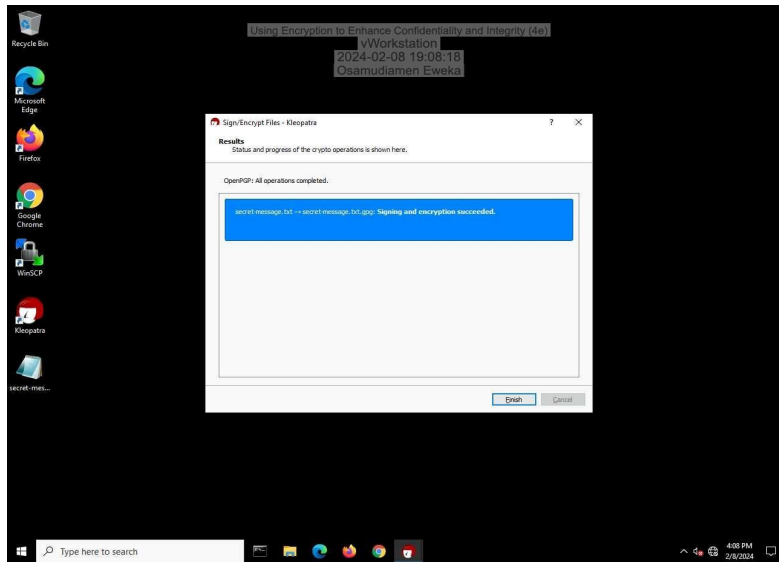 Using Encryption to Enhance Confidentiality and Integrity (4e)
vWorkstation
2024-02-08 19:08:18
Osamudiamen Eweka
Recycle Bin
Microsoft
Edge
Firefox
Google
Chrome
WinSCP
Kleopatra
secret-mes...
Sign/Encrypt Files - Kleopatra
?
Results
Status and progress of the crypto operations is shown here.
OpenPGP: All operations completed.
secret-message.txt → secret-message.txt.gpg: Signing and encryption succeeded.
Finish
Cancel
Type here to search
4:08 PM
2/8/2024